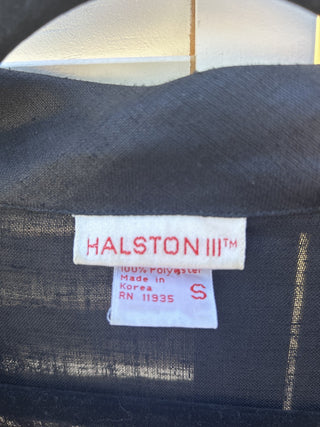 HALSTON III™
100% Polyester
Made in
Korea
RN 11935
S